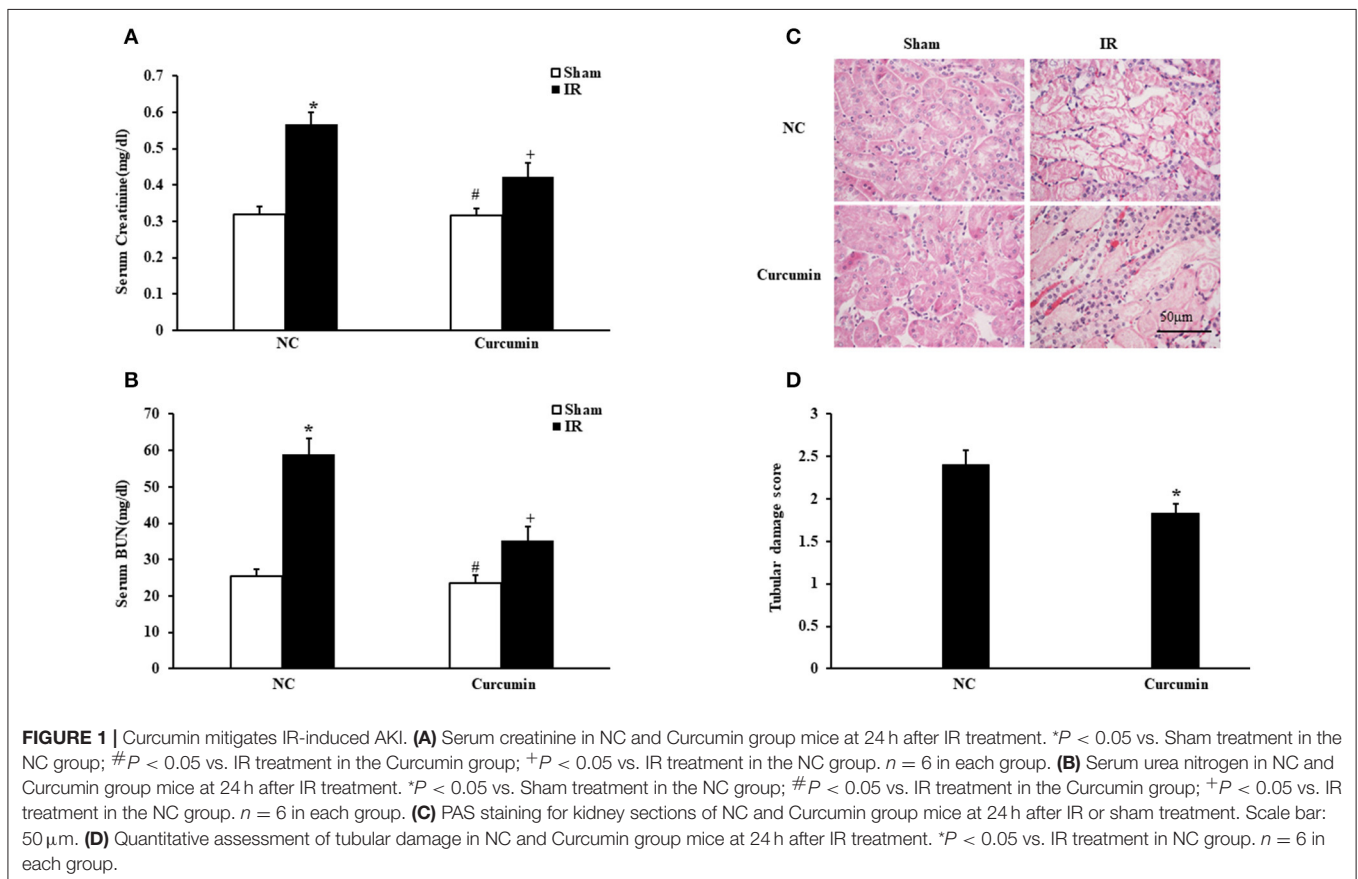 A
Serum Creatinine(mg/dl)
0.7
0.6
0.5
0.4
0.3
0.2
0.1
0
Sham
IR
*
#
+
NC Curcumin
B
Serum BUN(mg/dl)
70
60
50
40
30
20
10
0
Sham
IR
*
#
+
NC Curcumin
C
Sham IR
NC
Curcumin
50μm
D
Tubular damage score
3
2.5
2
1.5
1
0.5
0
*
NC Curcumin
FIGURE 1 | Curcumin mitigates IR-induced AKI. (A) Serum creatinine in NC and Curcumin group mice at 24 h after IR treatment. *P < 0.05 vs. Sham treatment in the
NC group; #P < 0.05 vs. IR treatment in the Curcumin group; +P < 0.05 vs. IR treatment in the NC group. n = 6 in each group. (B) Serum urea nitrogen in NC and
Curcumin group mice at 24 h after IR treatment. *P < 0.05 vs. Sham treatment in the NC group; #P < 0.05 vs. IR treatment in the Curcumin group; +P < 0.05 vs. IR
treatment in the NC group. n = 6 in each group. (C) PAS staining for kidney sections of NC and Curcumin group mice at 24 h after IR or sham treatment. Scale bar:
50 μm. (D) Quantitative assessment of tubular damage in NC and Curcumin group mice at 24 h after IR treatment. *P < 0.05 vs. IR treatment in NC group. n = 6 in
each group.